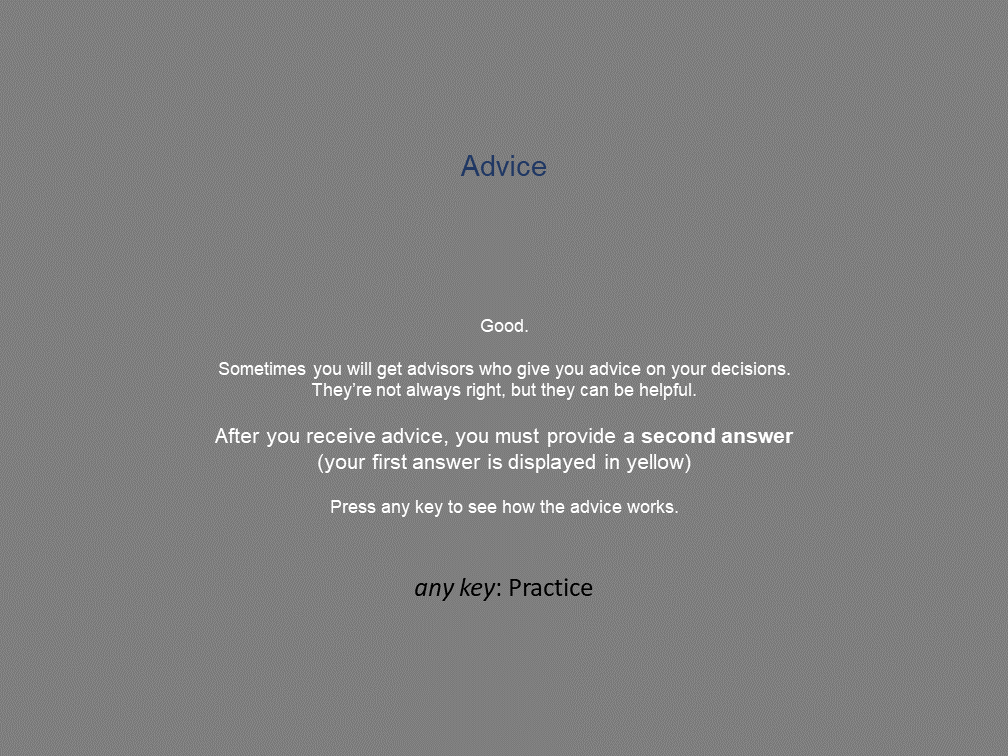 Advice
Good.
Sometimes you will get advisors who give you advice on your decisions.
They’re not always right, but they can be helpful.
After you receive advice, you must provide a second answer
(your first answer is displayed in yellow)
Press any key to see how the advice works.
any key: Practice